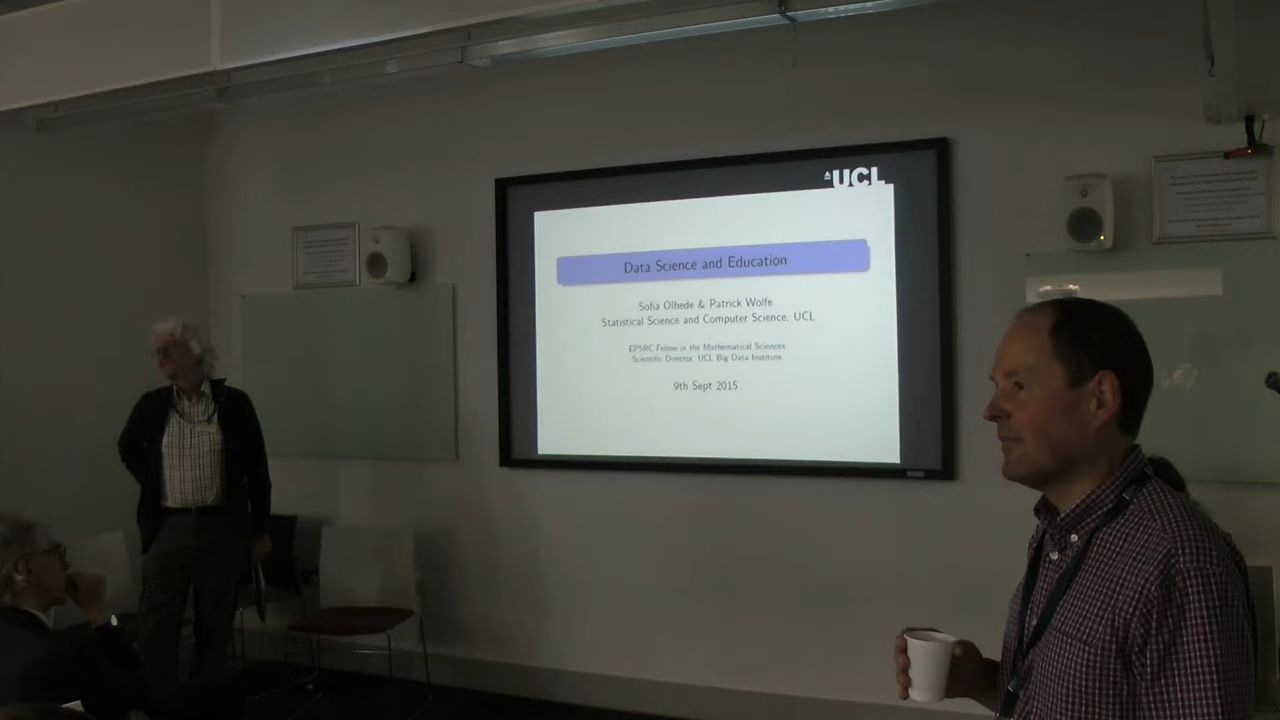 UCL
Data Science and Education
Sofia Olhede & Patrick Wolfe
Statistical Science and Computer Science, UCL
EPSRC Fellow in the Mathematical Sciences
Scientific Director, UCL Big Data Institute
9th Sept 2015